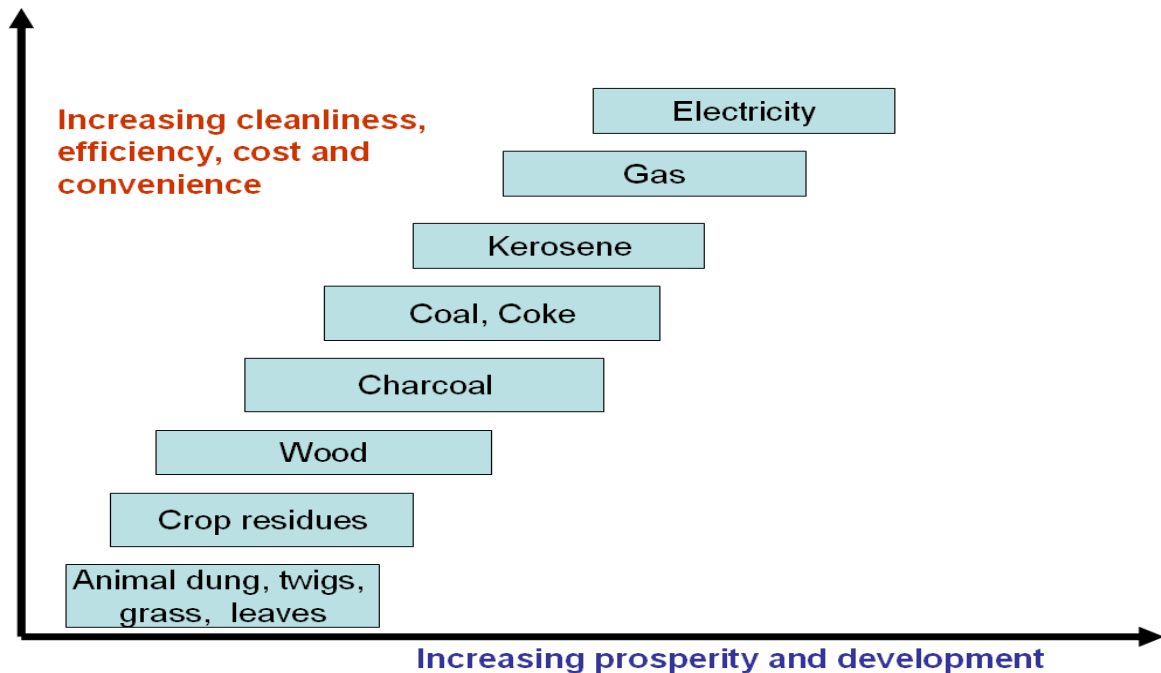 Increasing cleanliness,
efficiency, cost and
convenience
Electricity
Gas
Kerosene
Coal, Coke
Charcoal
Wood
Crop residues
Animal dung, twigs,
grass, leaves
Increasing prosperity and development